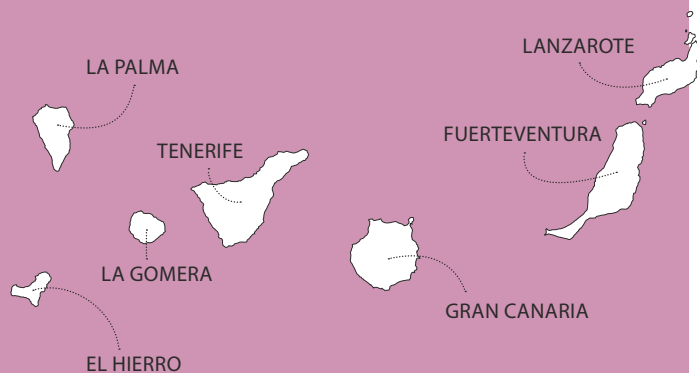 LANZAROTE
LA PALMA
FUERTEVENTURA
TENERIFE
LA GOMERA
GRAN CANARIA
EL HIERRO